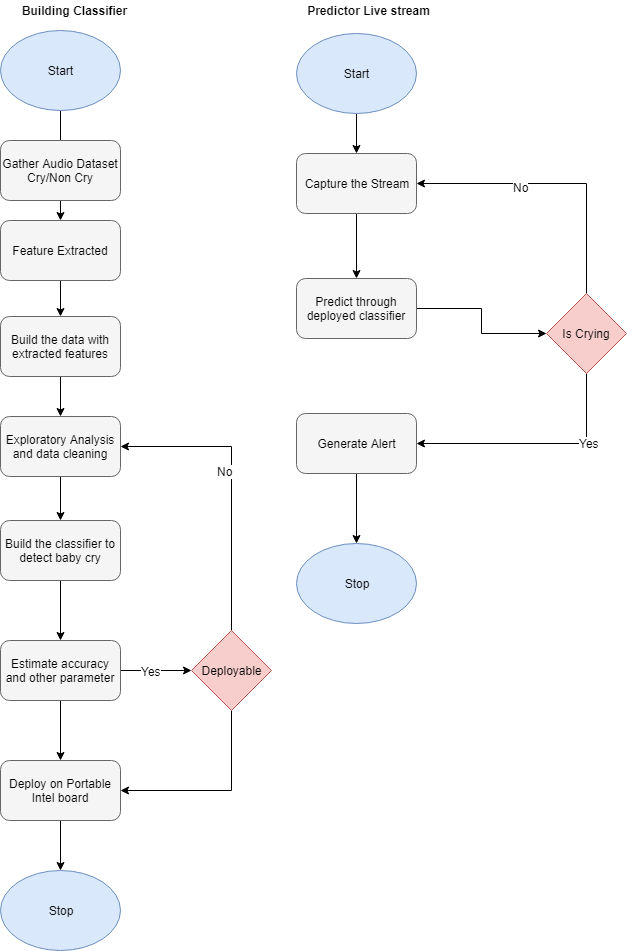 Building Classifier
Start
Gather Audio Dataset
Cry/Non Cry
Feature Extracted
Build the data with
extracted features
Exploratory Analysis
and data cleaning
No
Build the classifier to
detect baby cry
Estimate accuracy
and other parameter
Yes
Deployable
Deploy on Portable
Intel board
Stop
Predictor Live stream
Start
Capture the Stream
No
Predict through
deployed classifier
Is Crying
Generate Alert
Yes
Stop